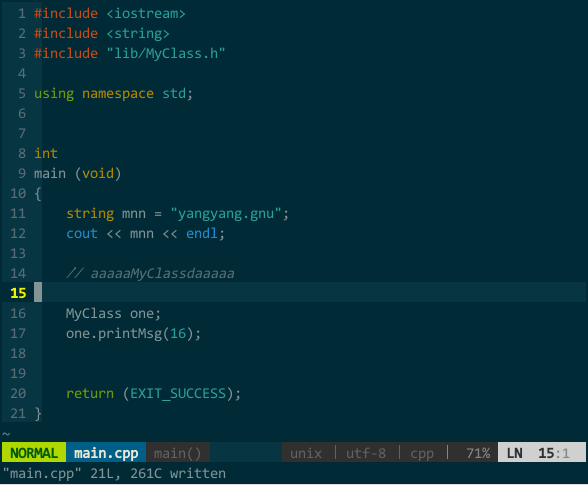 1 #include <iostream>
2 #include <string>
3 #include "lib/MyClass.h"
4
5 using namespace std;
6
7
8 int
9 main (void)
10 {
11     string mnn = "yangyang.gnu";
12     cout << mnn << endl;
13
14     // aaaaaMyClassdaaaaa
15
16     MyClass one;
17     one.printMsg(16);
18
19
20     return (EXIT_SUCCESS);
21 }
~
NORMAL main.cpp main() unix | utf-8 | cpp | 71% LN 15:1
"main.cpp" 21L, 261C written